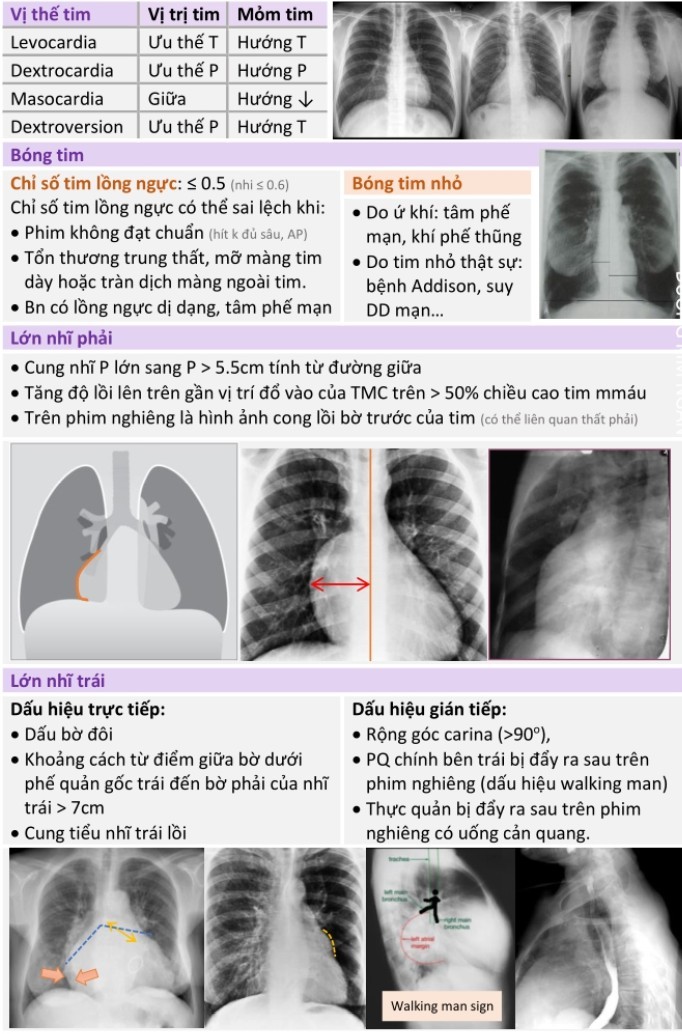 Vị thế tim Vị trị tim Mỏm tim
Levocardia Ưu thế T Hướng T
Dextrocardia Ưu thế P Hướng P
Masocardia Giữa Hướng ↓
Dextroversion Ưu thế P Hướng T
Bóng tim
Chỉ số tim lồng ngực: ≤ 0.5 (nhi ≤ 0.6)
Chỉ số tim lồng ngực có thể sai lệch khi:
• Phim không đạt chuẩn (hít k đủ sâu, AP)
• Tổn thương trung thất, mỡ màng tim
dày hoặc tràn dịch màng ngoài tim.
• Bn có lồng ngực dị dạng, tâm phế mạn
Bóng tim nhỏ
• Do ứ khí: tâm phế
mạn, khí phế thũng
• Do tim nhỏ thật sự:
bệnh Addison, suy
DD mạn...
Lớn nhĩ phải
• Cung nhĩ P lớn sang P > 5.5cm tính từ đường giữa
• Tăng độ lồi lên trên gần vị trí đổ vào của TMC trên > 50% chiều cao tim mmáu
• Trên phim nghiêng là hình ảnh cong lồi bờ trước của tim (có thể liên quan thất phải)
Lớn nhĩ trái
Dấu hiệu trực tiếp:
• Dấu bờ đôi
• Khoảng cách từ điểm giữa bờ dưới
phế quản gốc trái đến bờ phải của nhĩ
trái > 7cm
• Cung tiểu nhĩ trái lồi
Dấu hiệu gián tiếp:
• Rộng góc carina (>90º),
• PQ chính bên trái bị đẩy ra sau trên
phim nghiêng (dấu hiệu walking man)
• Thực quản bị đẩy ra sau trên phim
nghiêng có uống cản quang.
trachea
left main
bronchus
right main
bronchus
left atrial
margin
Walking man sign